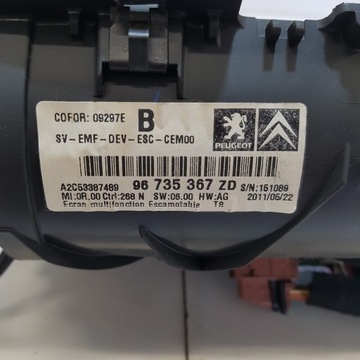 COFOR: 09297E B
SV-EMF-DEV-ESC-CEM00
PEUGEOT
A2C53387489 96 735 367 ZD S/N:151089
MI:0R.00 Ctrl:268 N SW:06.00 HW:AG 2011/06/22
Ecran multifonction Escamotable T8